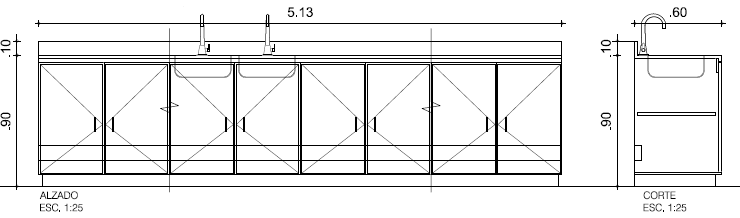 5.13
.60
.10
.10
.90
.90
ALZADO
ESC, 1:25
CORTE
ESC, 1:25